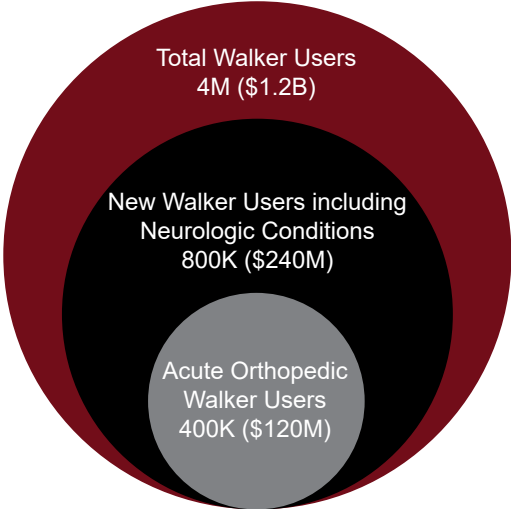 Total Walker Users
4M ($1.2B)
New Walker Users including
Neurologic Conditions
800K ($240M)
Acute Orthopedic
Walker Users
400K ($120M)